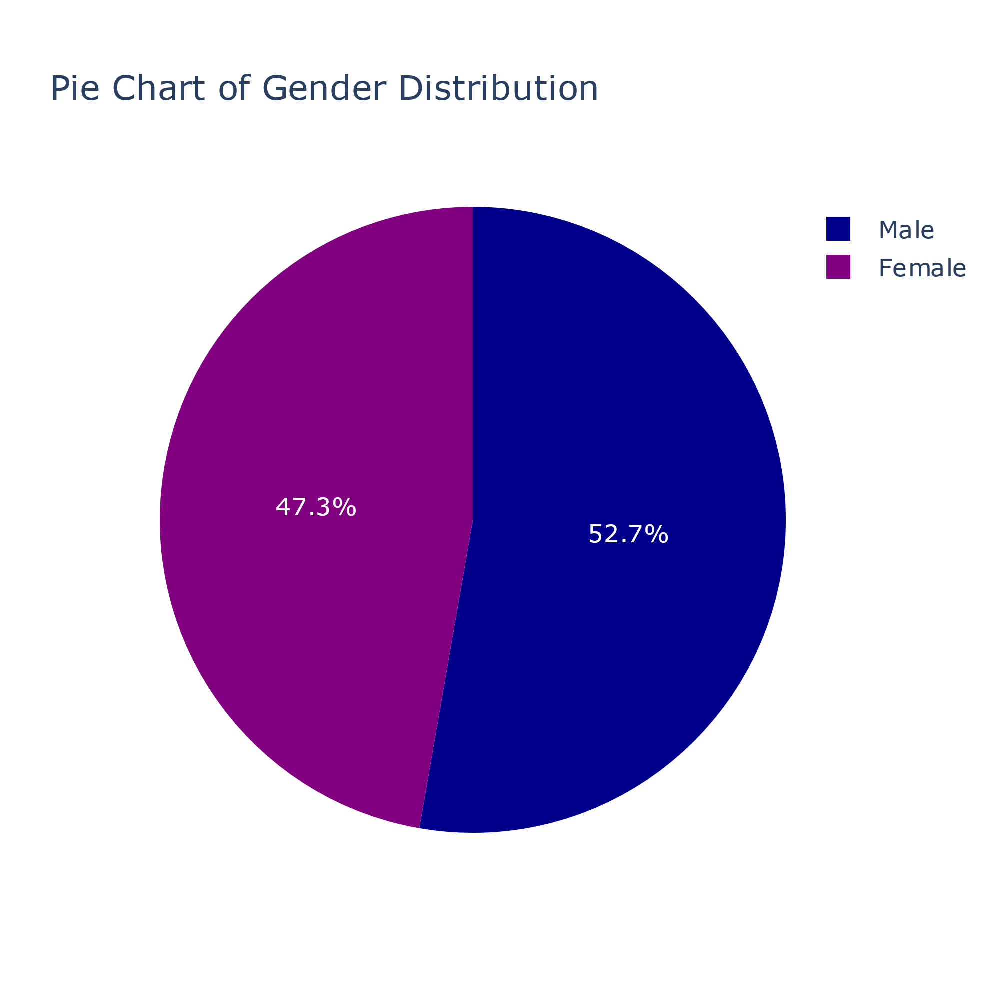 Pie Chart of Gender Distribution
Male
Female
47.3%
52.7%